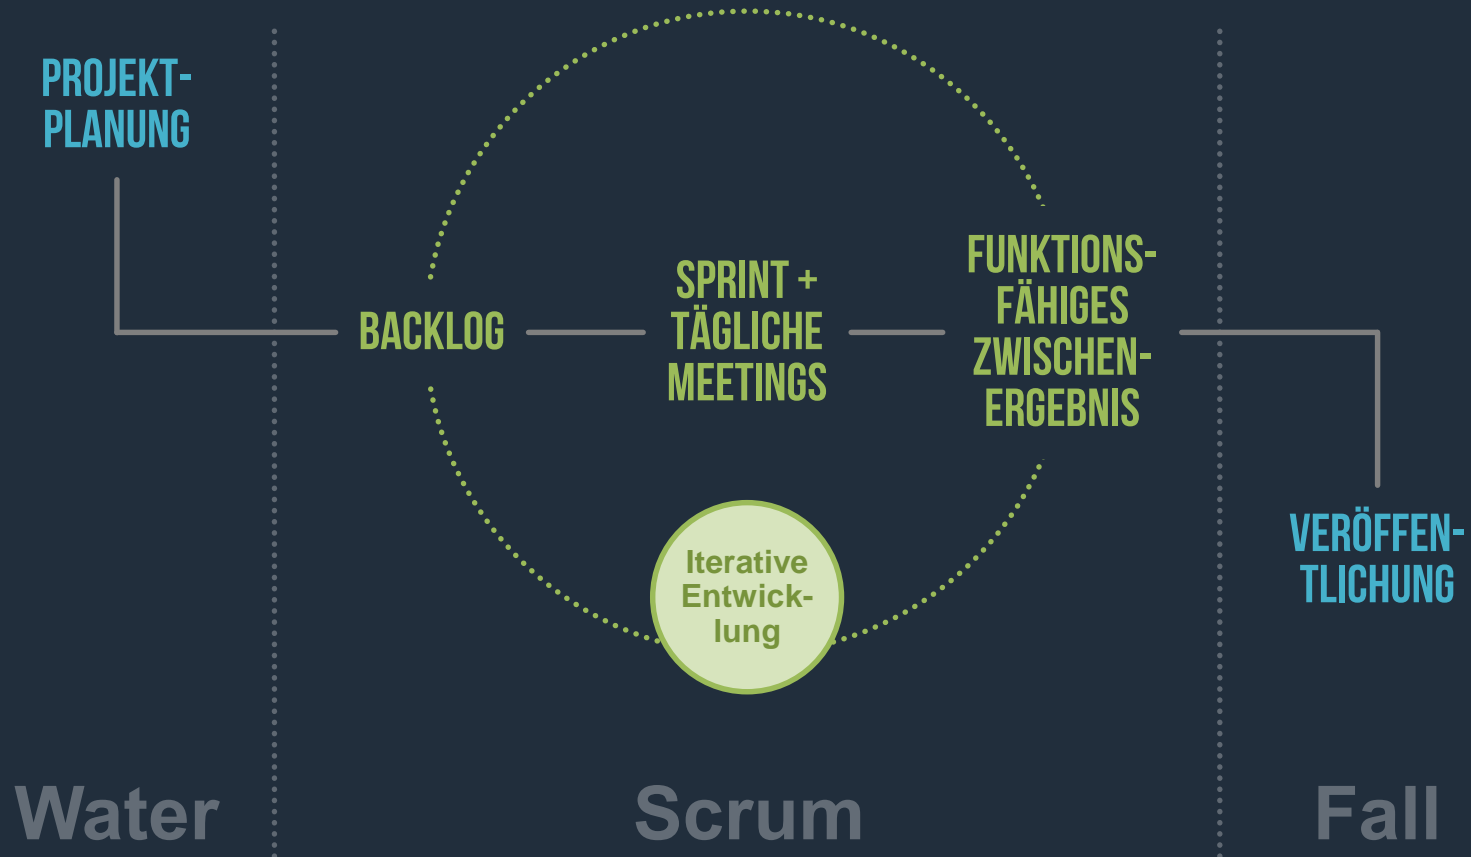 PROJEKT-
PLANUNG
BACKLOG
SPRINT +
TÄGLICHE
MEETINGS
FUNKTIONS-
FÄHIGES
ZWISCHEN-
ERGEBNIS
Iterative
Entwick-
lung
VERÖFFEN-
TLICHUNG
Water
Scrum
Fall